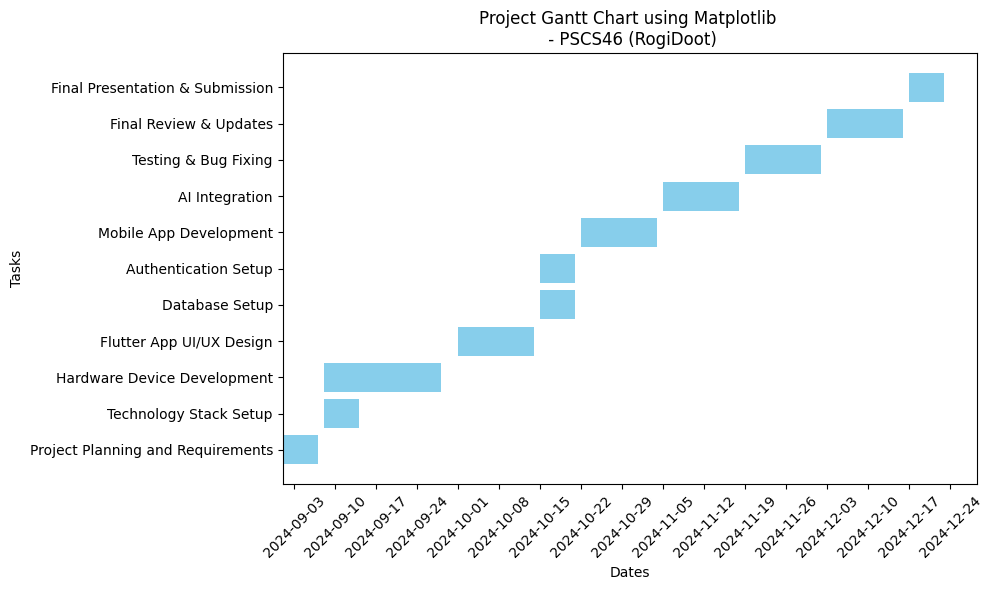 Project Gantt Chart using Matplotlib
- PSCS46 (RogiDoot)
Tasks
Final Presentation & Submission
Final Review & Updates
Testing & Bug Fixing
AI Integration
Mobile App Development
Authentication Setup
Database Setup
Flutter App UI/UX Design
Hardware Device Development
Technology Stack Setup
Project Planning and Requirements
2024-09-03
2024-09-10
2024-09-17
2024-09-24
2024-10-01
2024-10-08
2024-10-15
2024-10-22
2024-10-29
2024-11-05
2024-11-12
2024-11-19
2024-11-26
2024-12-03
2024-12-10
2024-12-17
2024-12-24
Dates